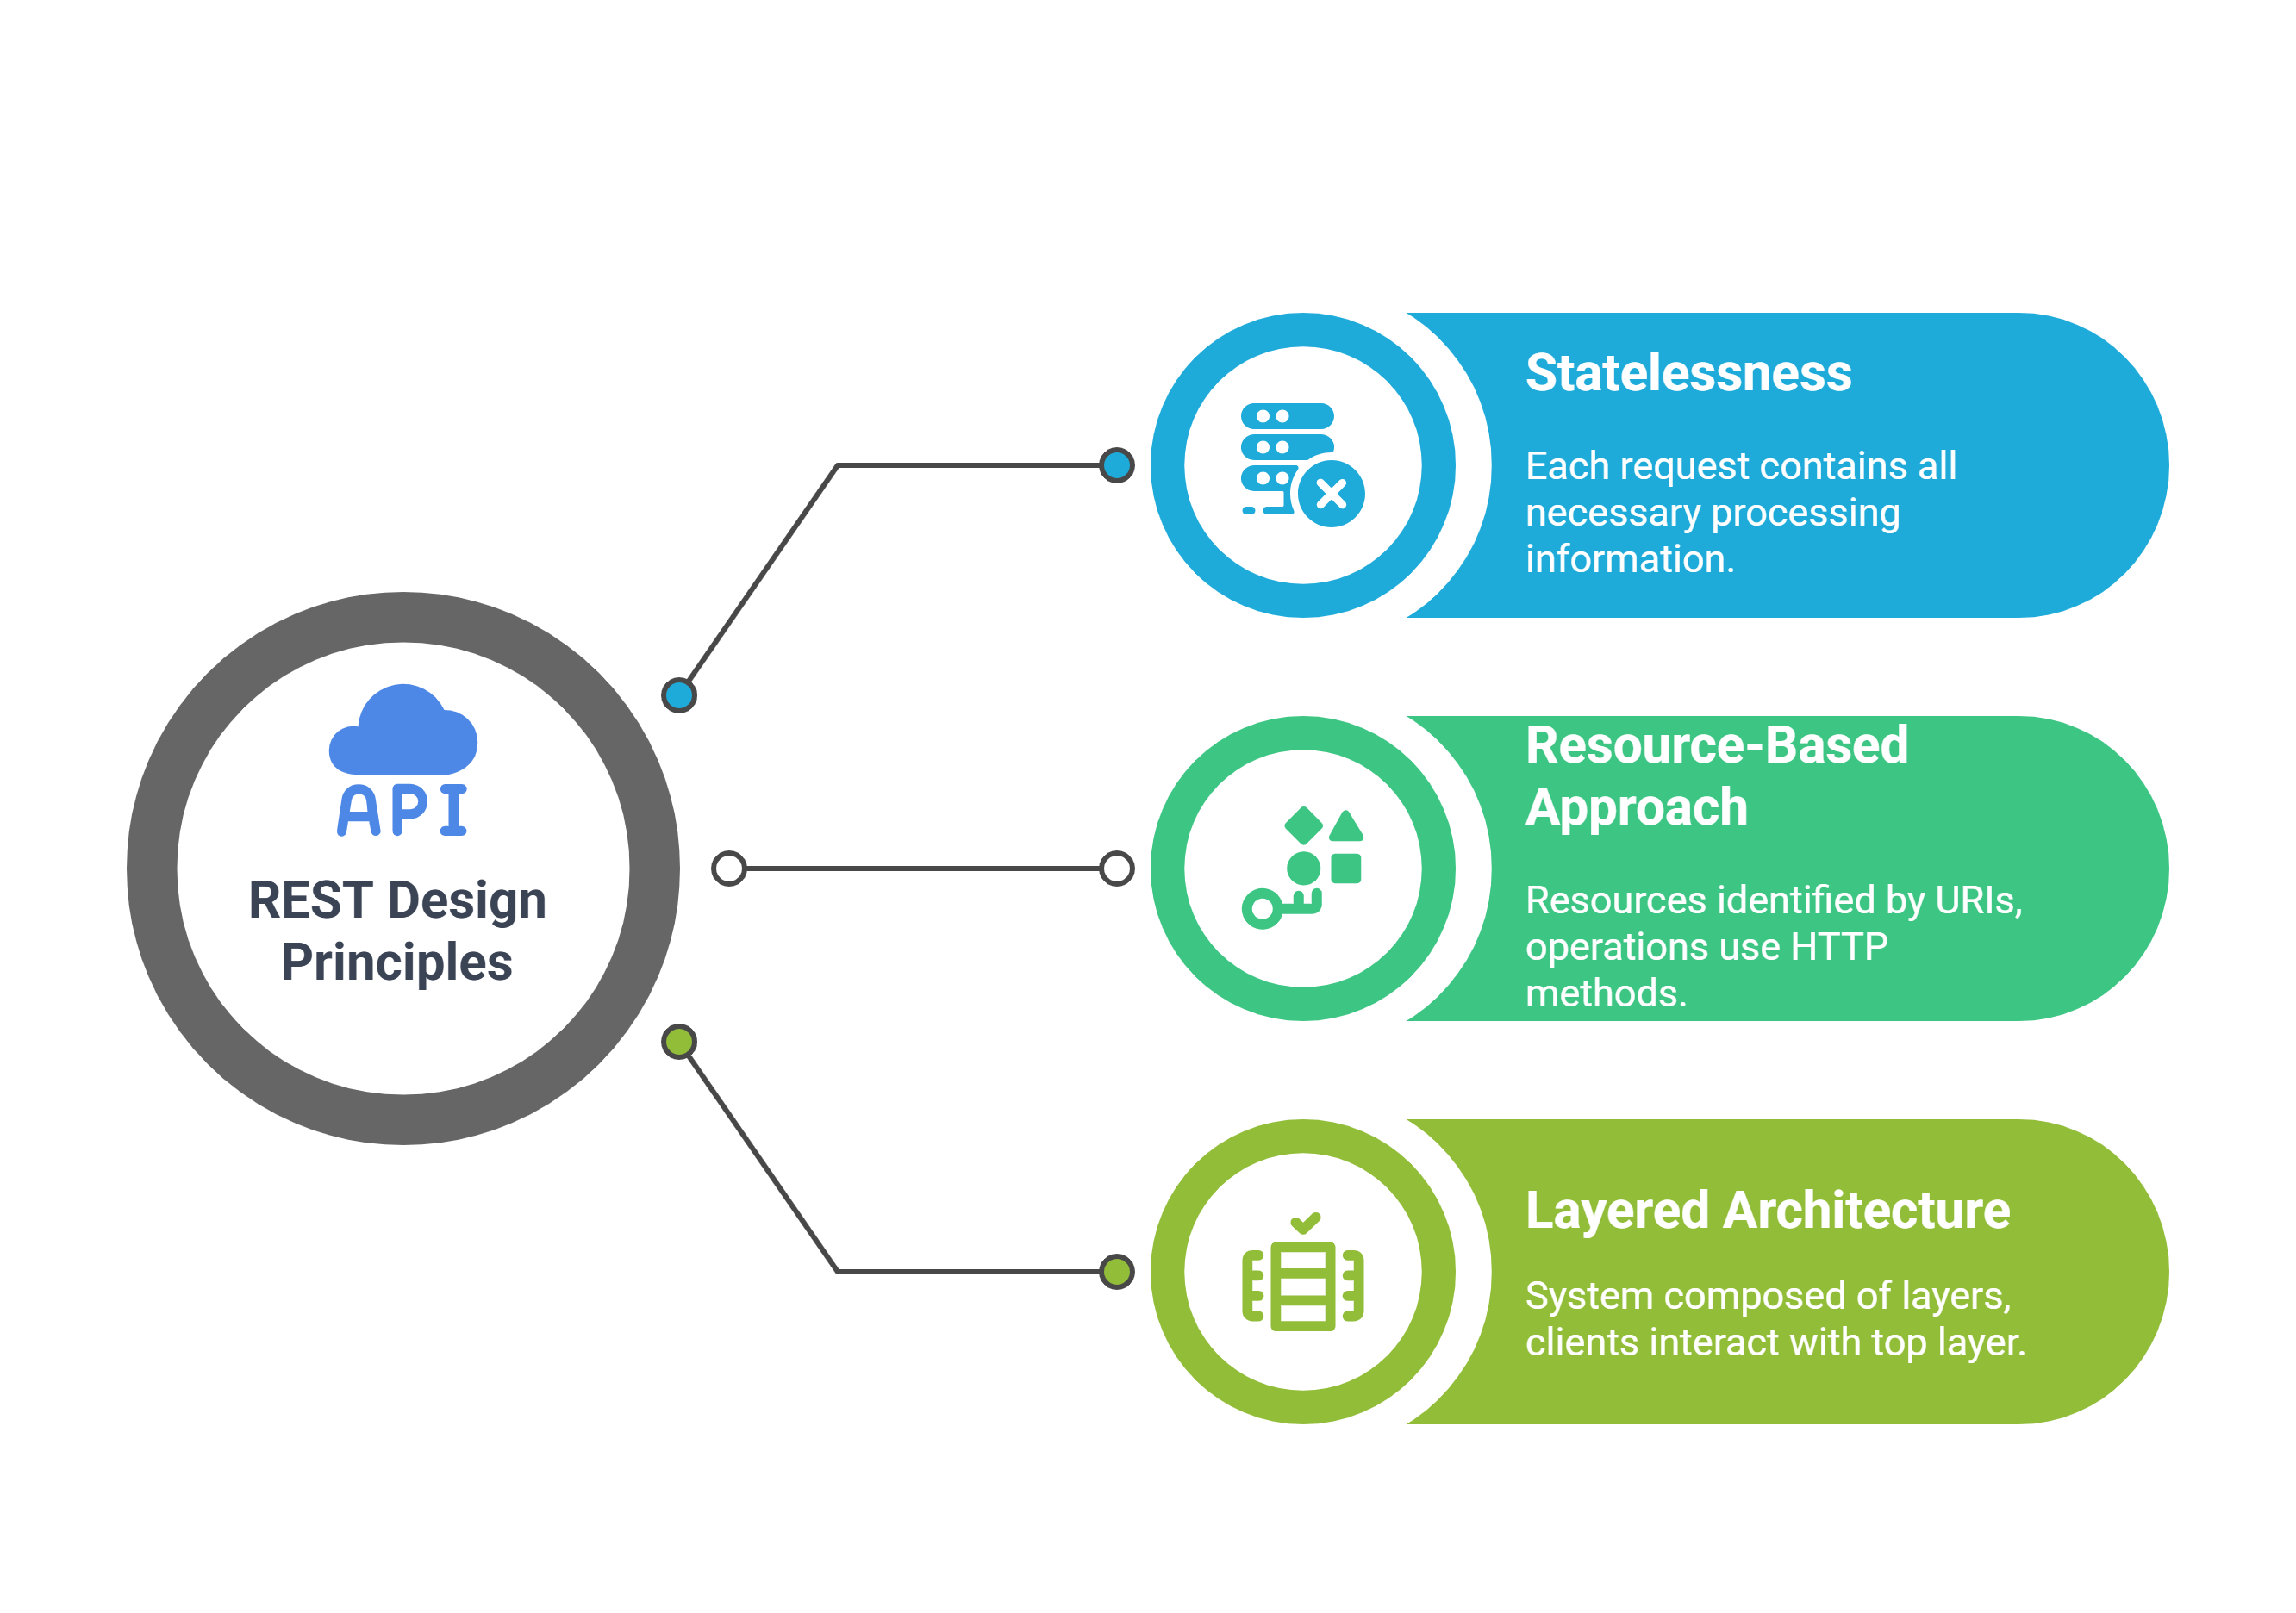 API
REST Design
Principles
Statelessness
Each request contains all
necessary processing
information.
Resource-Based
Approach
Resources identified by URIs,
operations use HTTP
methods.
Layered Architecture
System composed of layers,
clients interact with top layer.